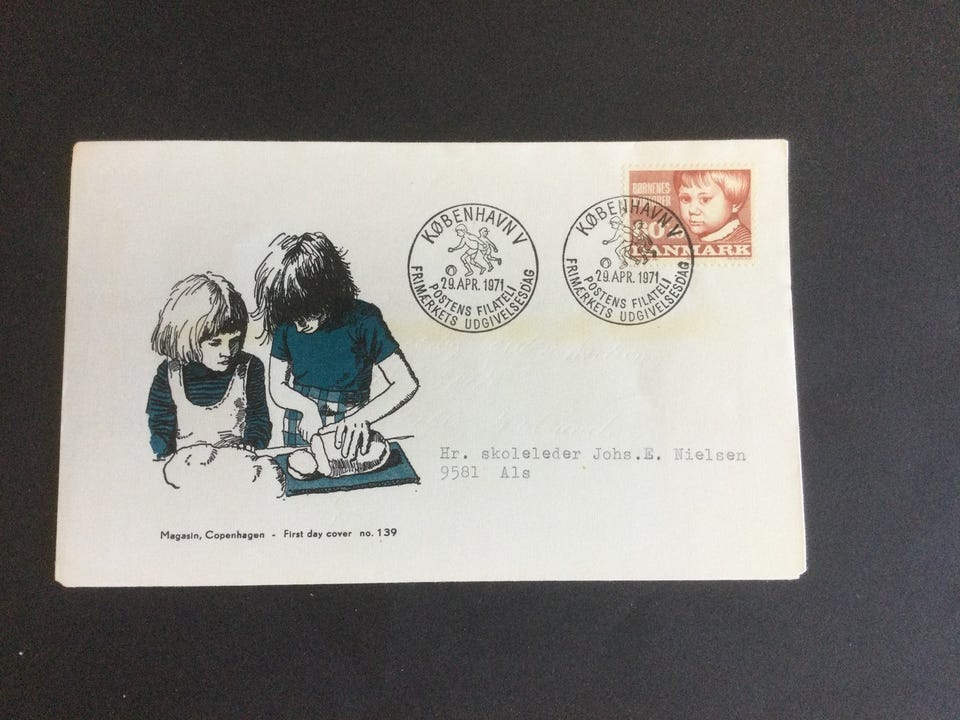 KØBENHAVN V
29.APR. 1971
POSTENS FILATELI
FRIMÆRKETS UDGIVELSESDAG
KØBENHAVN V
29.APR. 1971
POSTENS FILATELI
FRIMÆRKETS UDGIVELSESDAG
BØRNENES
DANMARK
Hr. skoleleder Johs.E. Nielsen
9581 Als
Magasin, Copenhagen - First day cover no. 139